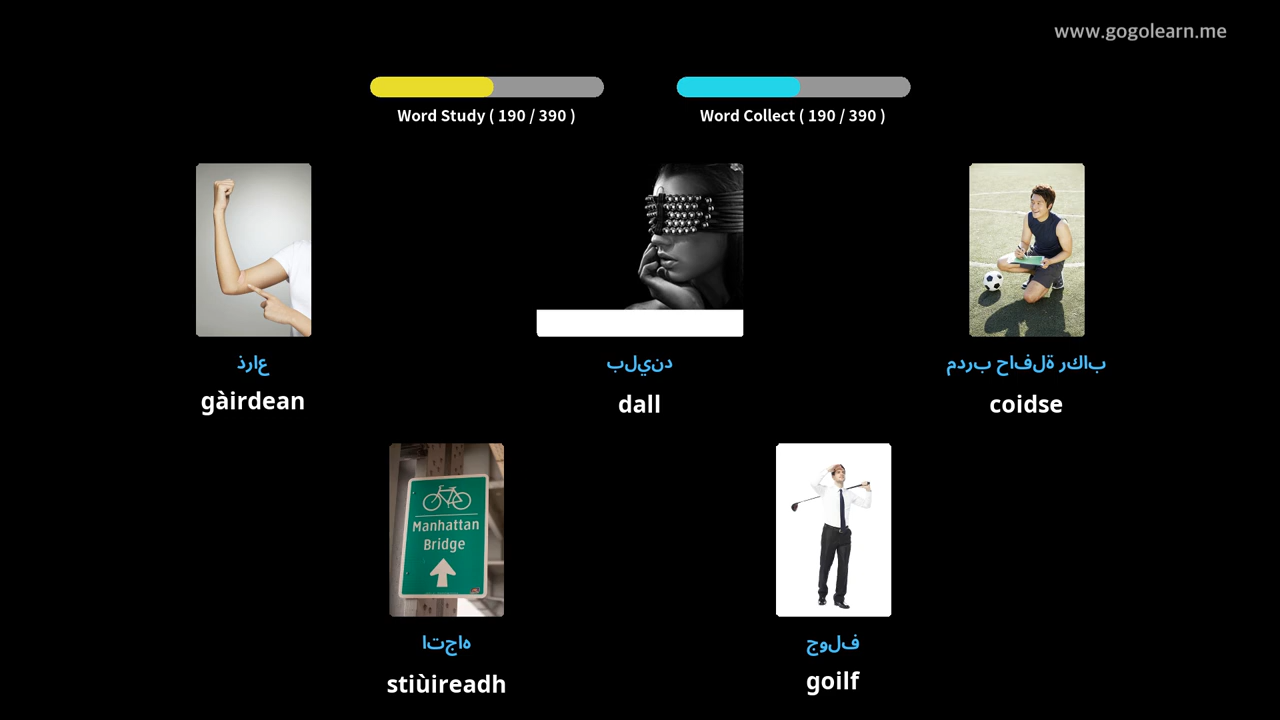 www.gogolearn.me
Word Study ( 190 / 390 )
Word Collect ( 190 / 390 )
ذراع
gàirdean
بليند
dall
مدرب حافلة ركاب
coidse
Manhattan
Bridge
اتجاه
stiùireadh
جولف
goilf